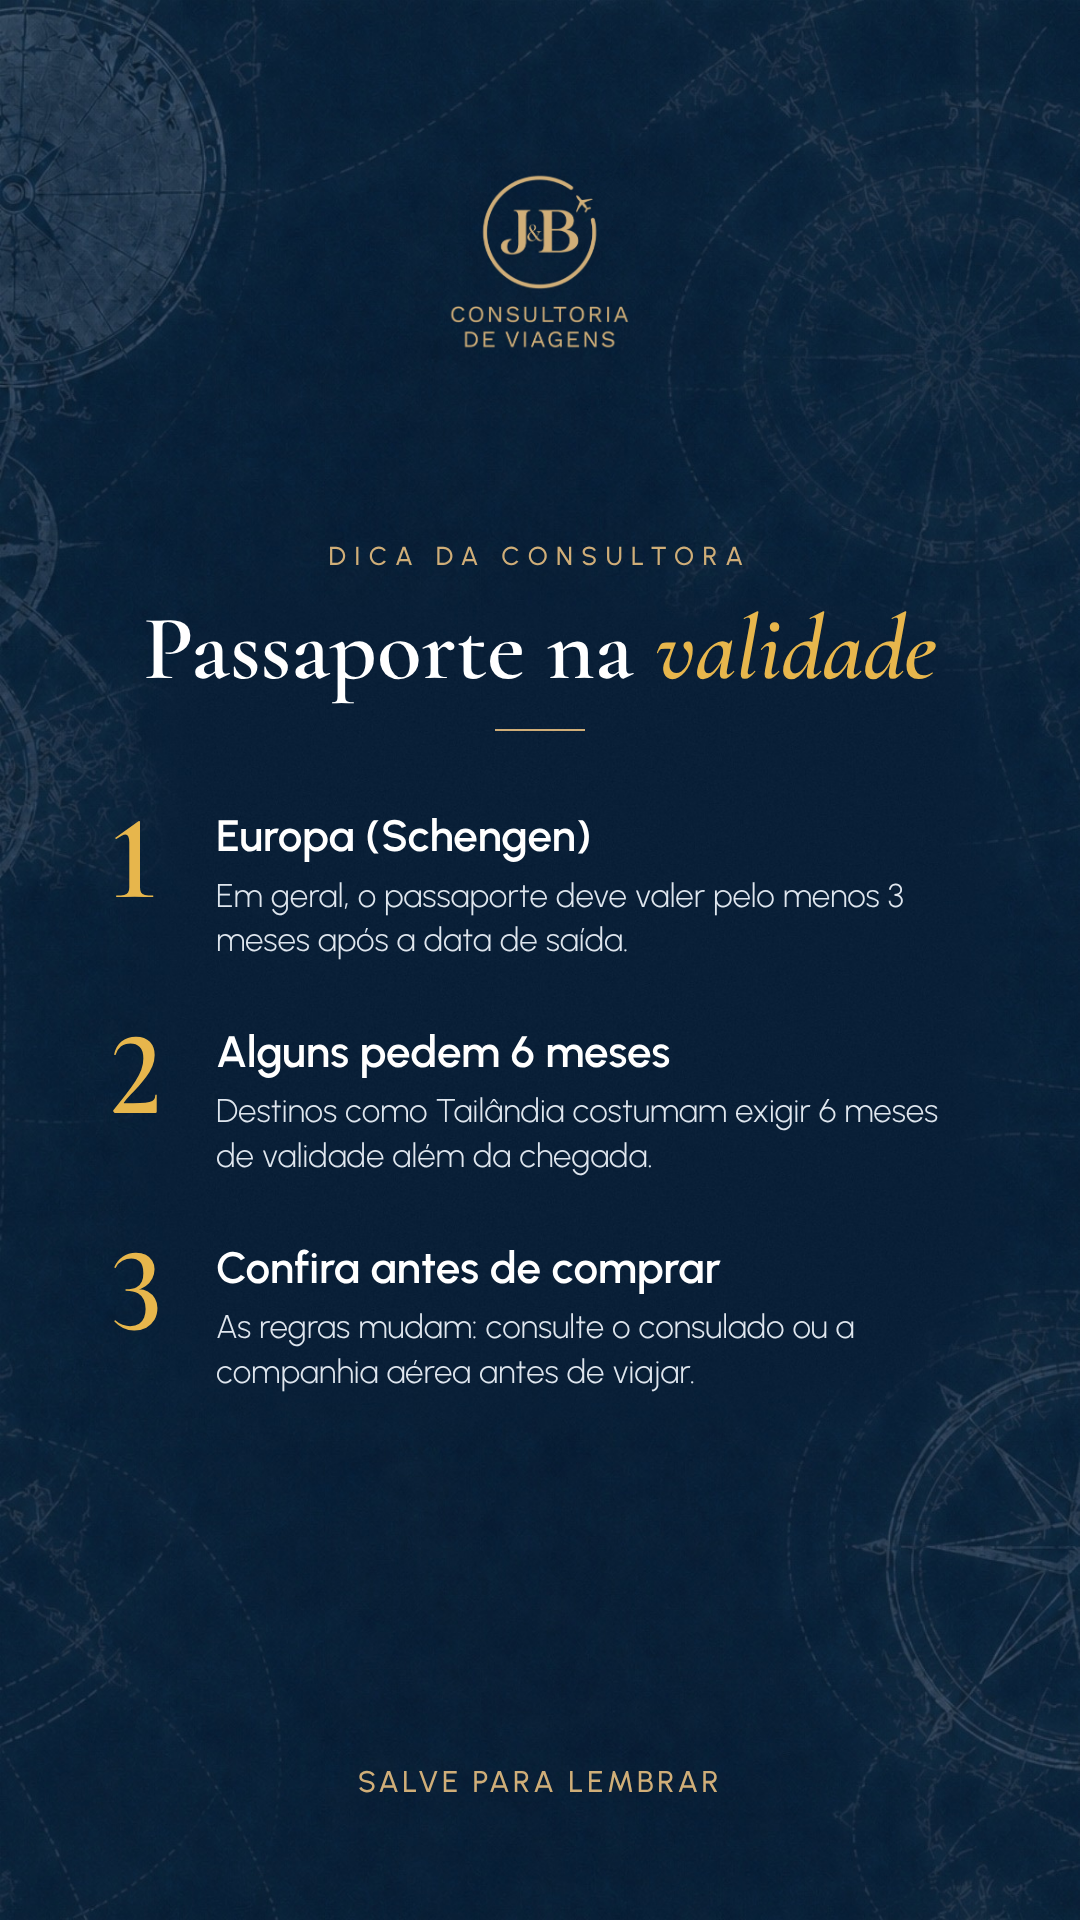 J&B
CONSULTORIA
DE VIAGENS
DICA DA CONSULTORA
Passaporte na validade
1
Europa (Schengen)
Em geral, o passaporte deve valer pelo menos 3
meses após a data de saída.
2
Alguns pedem 6 meses
Destinos como Tailândia costumam exigir 6 meses
de validade além da chegada.
3
Confira antes de comprar
As regras mudam: consulte o consulado ou a
companhia aérea antes de viajar.
SALVE PARA LEMBRAR